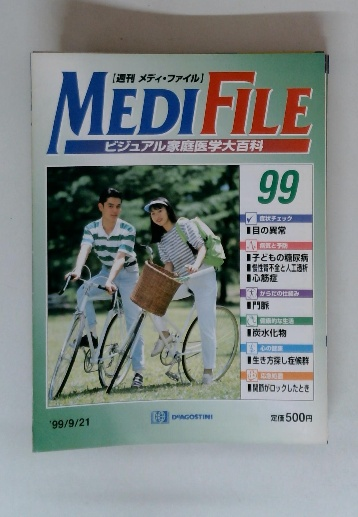 ［週刊 メディ・ファイル］
MEDIFILE
ビジュアル家庭医学大百科
99
症状チェック
▮目の異常
病気と予防
▮子どもの糖尿病
▮慢性腎不全と人工透析
▮心筋症
からだの仕組み
▮門脈
健康的な生活
▮炭水化物
心の健康
▮生き方探し症候群
▮関節がロックしたとき
'99/9/21
DEAGOSTINI
定価500円